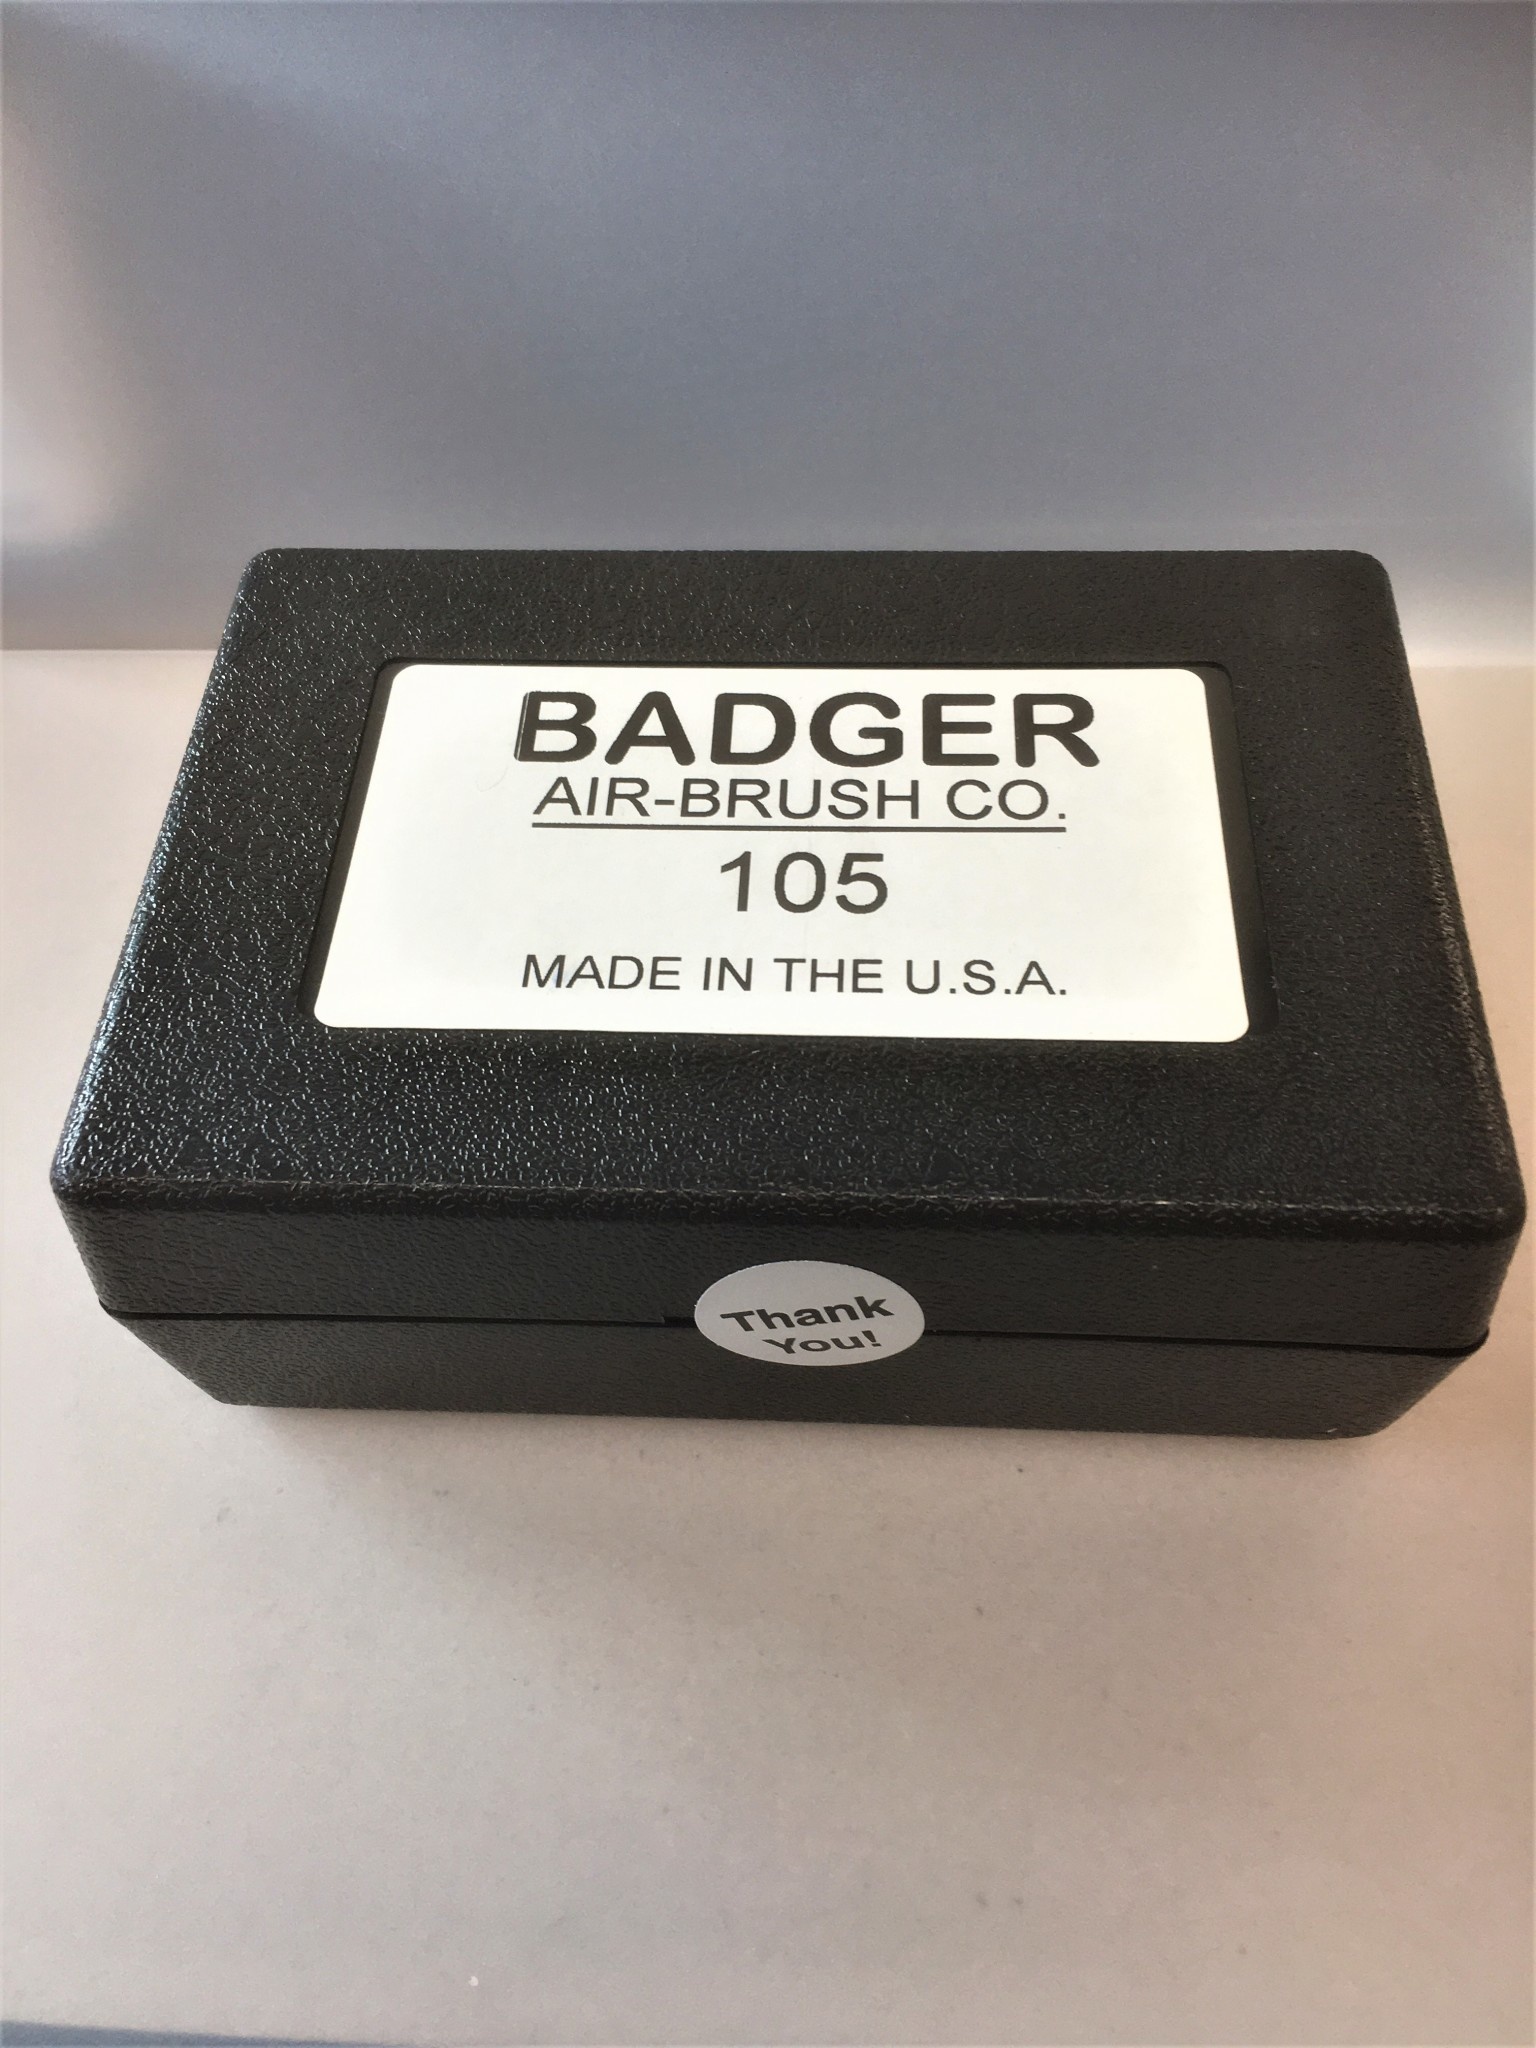 BADGER
AIR-BRUSH CO.
105
MADE IN THE U.S.A.
Thank
You!